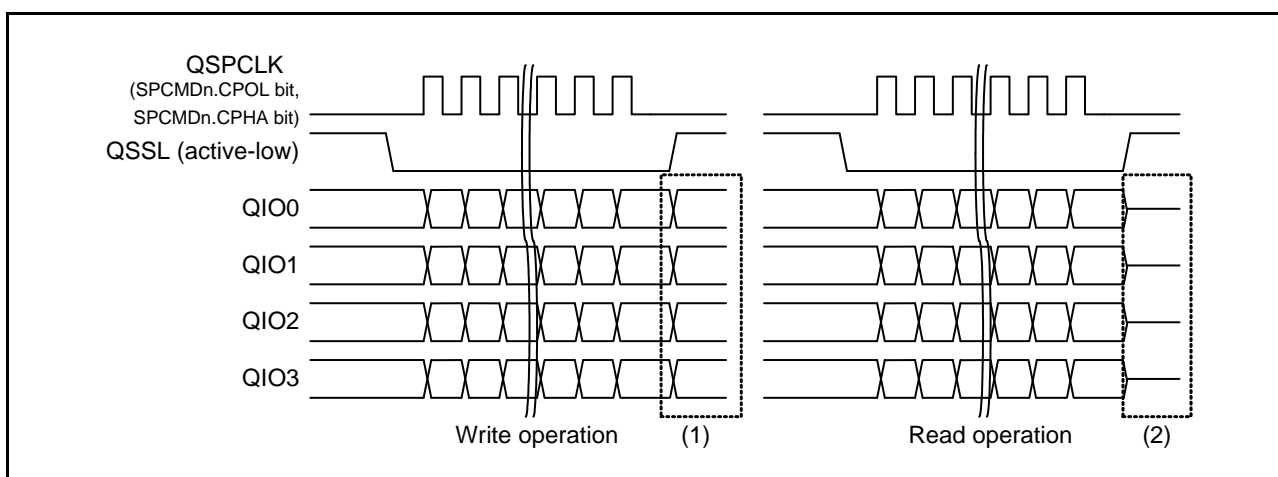 QSPCLK
(SPCMDn.CPOL bit,
SPCMDn.CPHA bit)
QSSL (active-low)
QIO0
QIO1
QIO2
QIO3
Write operation (1) Read operation (2)